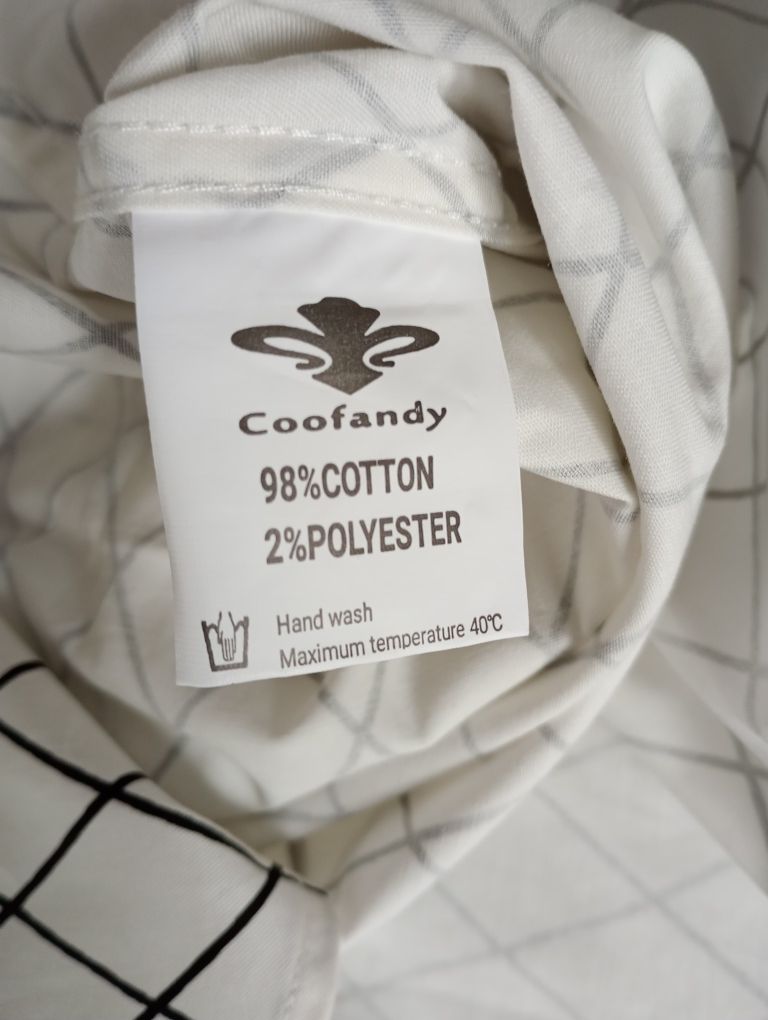 Coofandy
98%COTTON
2%POLYESTER
Hand wash
Maximum temperature 40℃